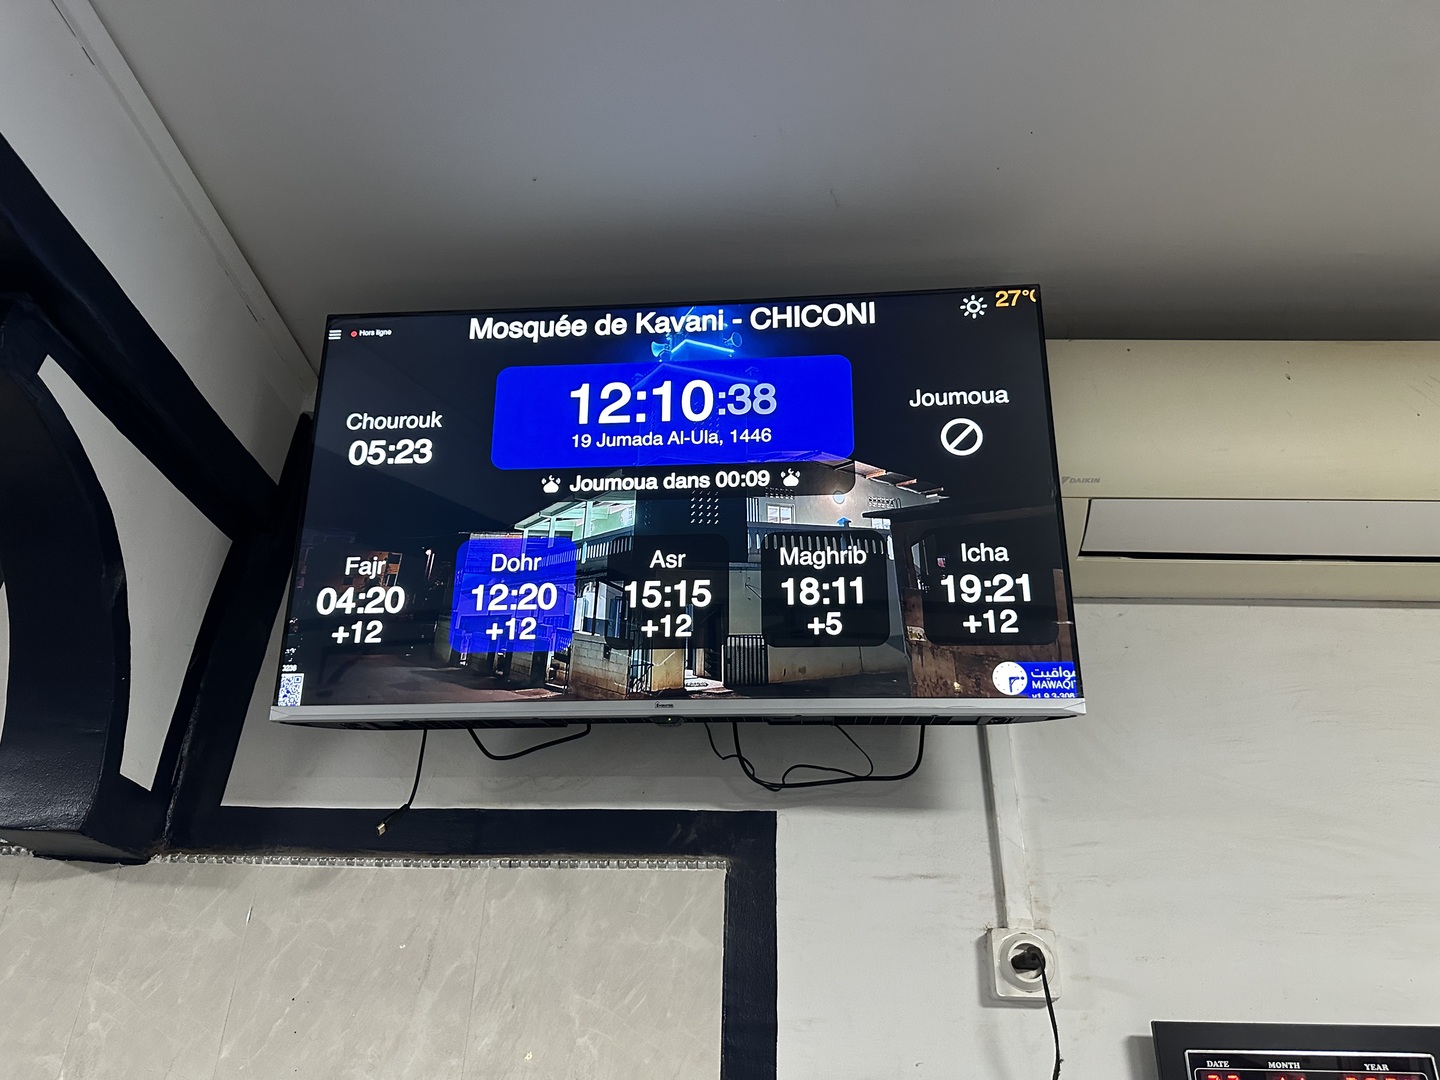 Hors ligne
Mosquée de Kavani - CHICONI
27°
Chourouk
05:23
12:10:38
19 Jumada Al-Ula, 1446
Joumoua dans 00:09
Joumoua
Fajr
04:20
+12
Dohr
12:20
+12
Asr
15:15
+12
Maghrib
18:11
+5
Icha
19:21
+12
مواقيت
MAWAQI
DAIKIN
DATE MONTH YEAR